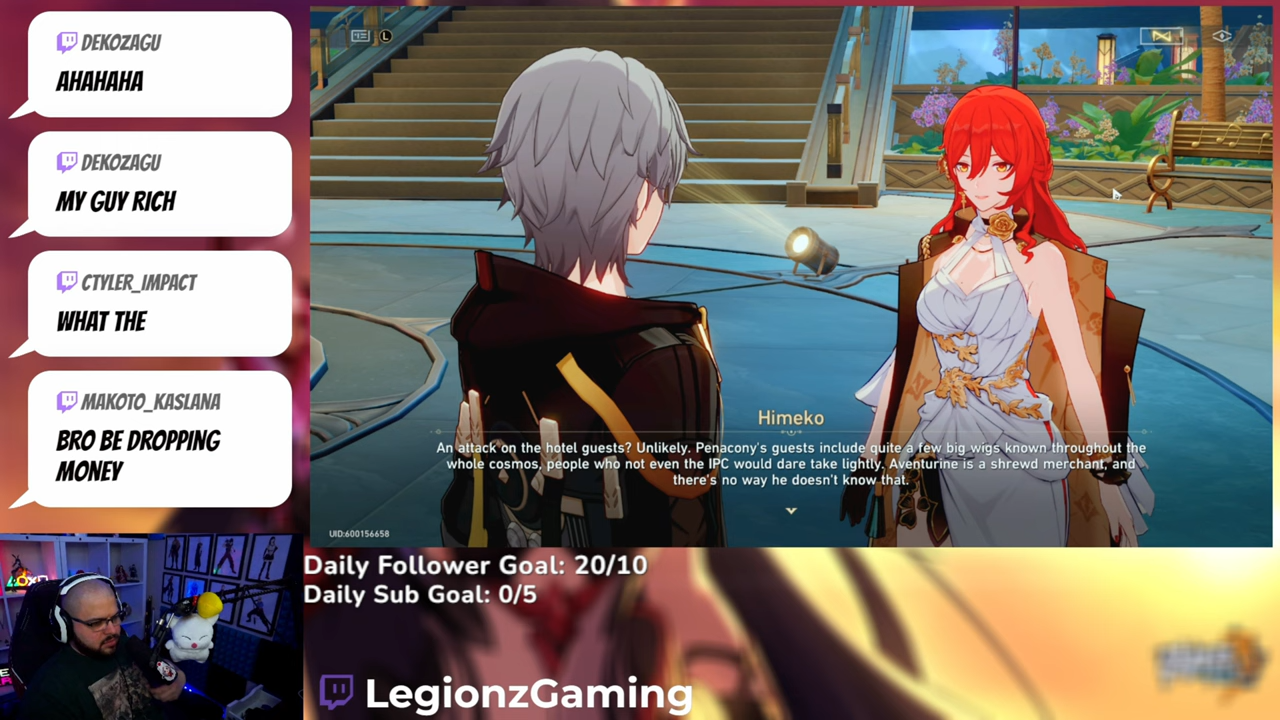 DEKOZAGU
AHAHAHA
DEKOZAGU
MY GUY RICH
CTYLER_IMPACT
WHAT THE
MAKOTO_KASLANA
BRO BE DROPPING
MONEY
L
Himeko
An attack on the hotel guests? Unlikely. Penacony's guests include quite a few big wigs known throughout the
whole cosmos, people who not even the IPC would dare take lightly. Aventurine is a shrewd merchant, and
there's no way he doesn't know that.
UID:600156658
Daily Follower Goal: 20/10
Daily Sub Goal: 0/5
LegionzGaming